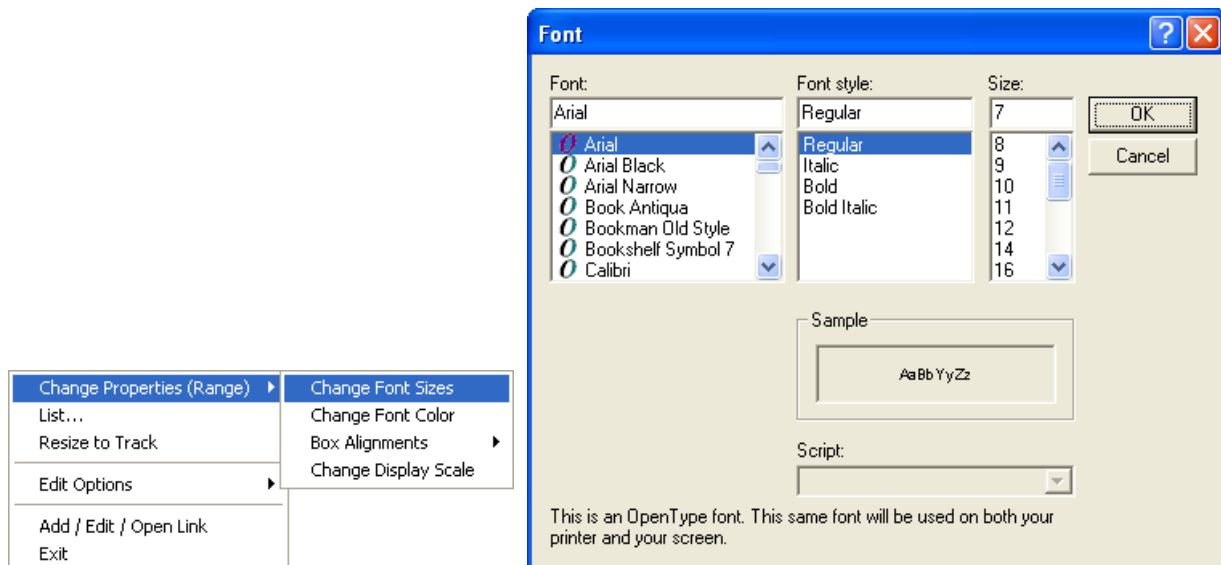 Change Properties (Range)
List...
Resize to Track
Edit Options
Add / Edit / Open Link
Exit
Change Font Sizes
Change Font Color
Box Alignments
Change Display Scale
Font
Font:
Arial
Arial
Arial Black
Arial Narrow
Book Antiqua
Bookman Old Style
Bookshelf Symbol 7
Calibri
Font style:
Regular
Regular
Italic
Bold
Bold Italic
Size:
7
8
9
10
11
12
14
16
OK
Cancel
Sample
AaBbYyZz
Script:
This is an OpenType font. This same font will be used on both your
printer and your screen.